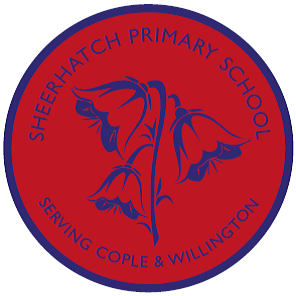 SHEERHATCH PRIMARY SCHOOL
SERVING COPLE & WILLINGTON